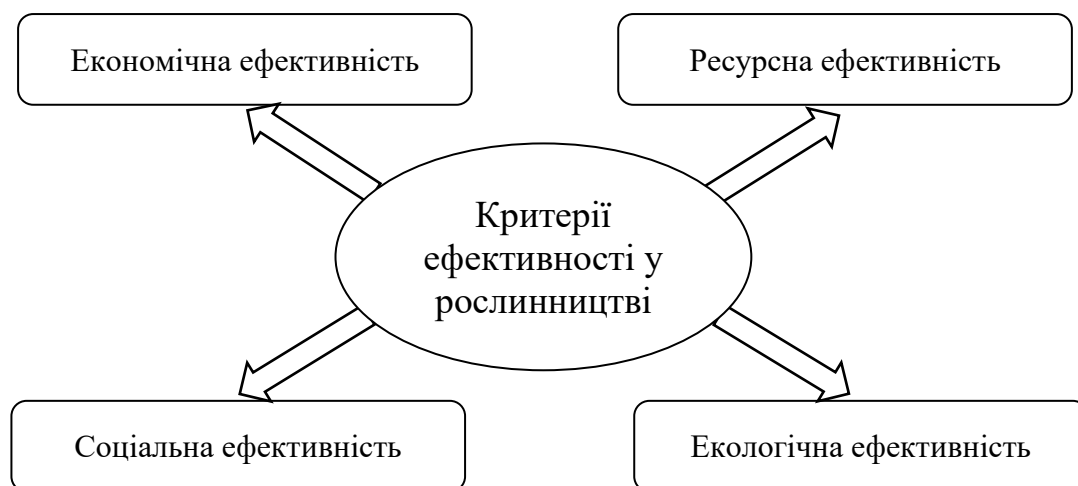 Економічна ефективність
Ресурсна ефективність
Критерії
ефективності у
рослинництві
Соціальна ефективність
Екологічна ефективність